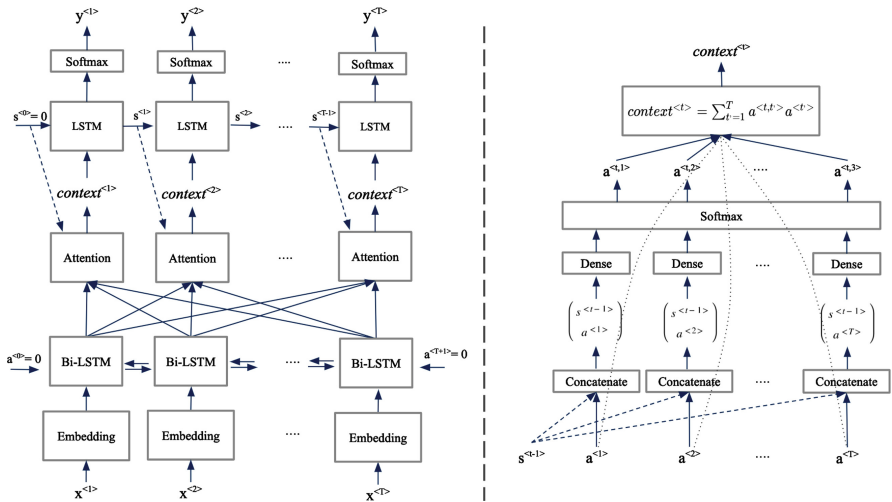 y<1> y<2> y<T>
Softmax Softmax .... Softmax
s<0>= 0 LSTM s<1> LSTM s<2> .... s<T-1> LSTM
context<1> context<2> context<T>
Attention Attention .... Attention
a<0>= 0 Bi-LSTM Bi-LSTM .... Bi-LSTM a<T+1>= 0
Embedding Embedding .... Embedding
x<1> x<2> x<T>
context<t>
context<t> = ∑T t'=1 a<t,t'> a<t'>
a<t,1> a<t,2> .... a<t,3>
Softmax
Dense Dense .... Dense
(s<t−1> a<1>) (s<t−1> a<2>) (s<t−1> a<T>)
Concatenate Concatenate .... Concatenate
s<t-1> a<1> a<2> .... a<T>